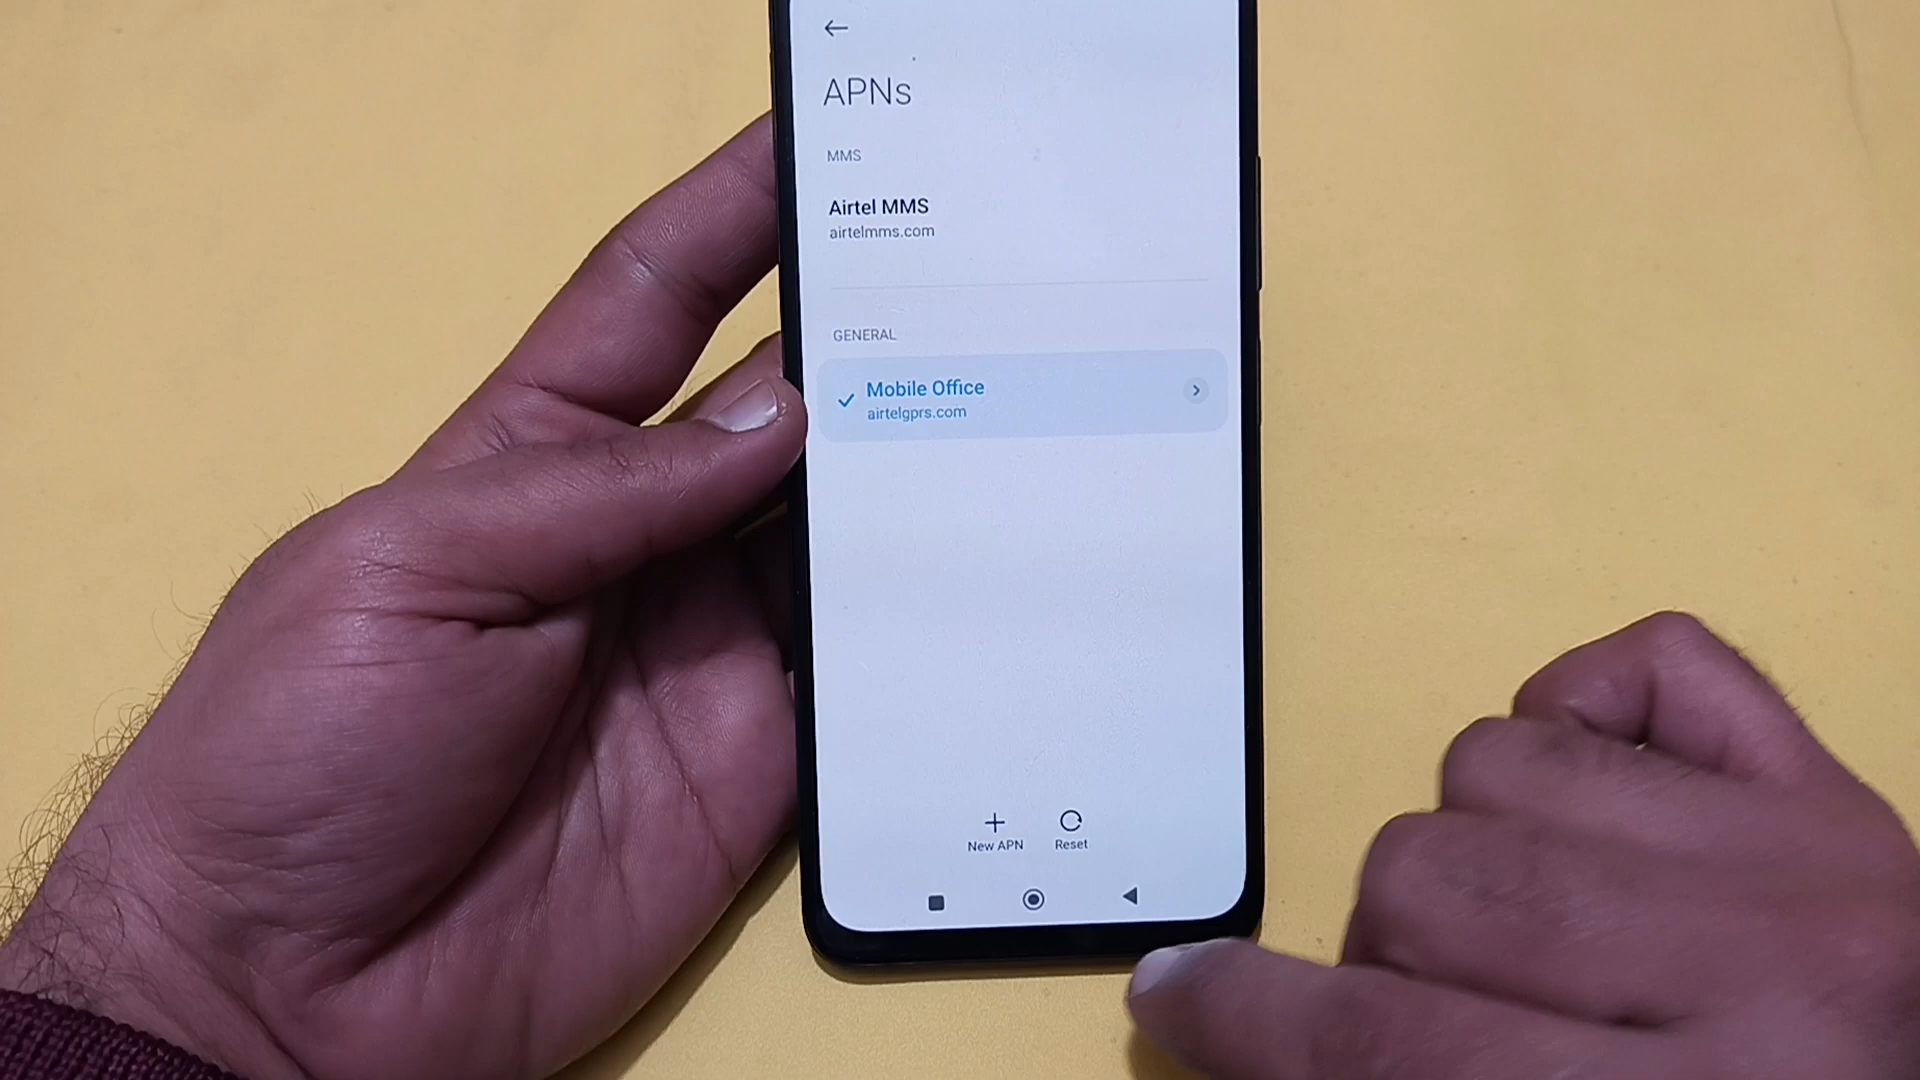 APNs
MMS
Airtel MMS
airtelmms.com
GENERAL
Mobile Office
airtelgprs.com
New APN
Reset